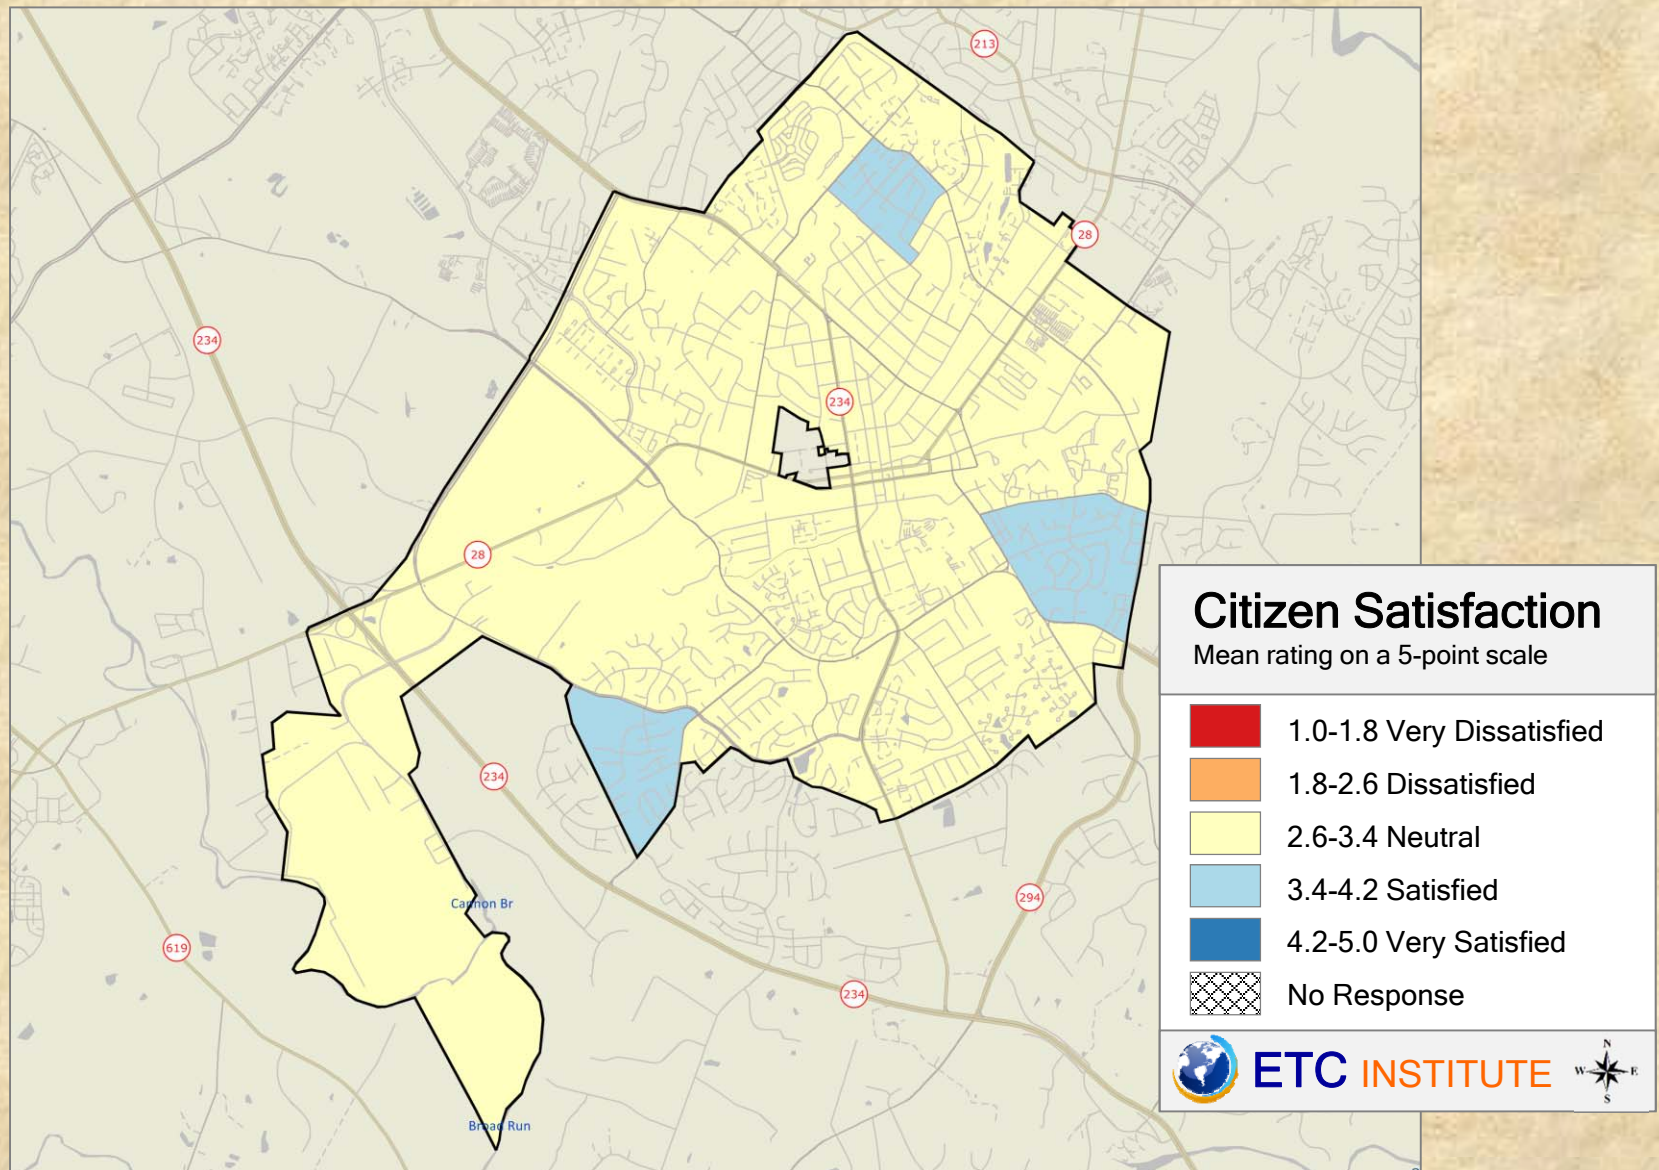 213
28
234
234
28
234
Cannon Br
294
619
234
Broad Run
Citizen Satisfaction
Mean rating on a 5-point scale
1.0-1.8 Very Dissatisfied
1.8-2.6 Dissatisfied
2.6-3.4 Neutral
3.4-4.2 Satisfied
4.2-5.0 Very Satisfied
No Response
ETC INSTITUTE
N
W E
S